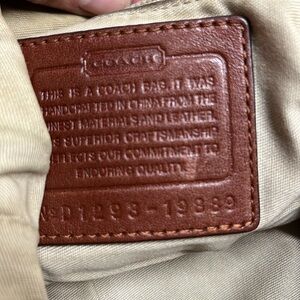 COACH
THIS IS A COACH BAG. IT WAS
HANDCRAFTED IN CHINA FROM THE
FINEST MATERIALS AND LEATHER.
ITS SUPERIOR CRAFTSMANSHIP
REFLECTS OUR COMMITMENT TO
ENDURING QUALITY.
Nº D1293-19889